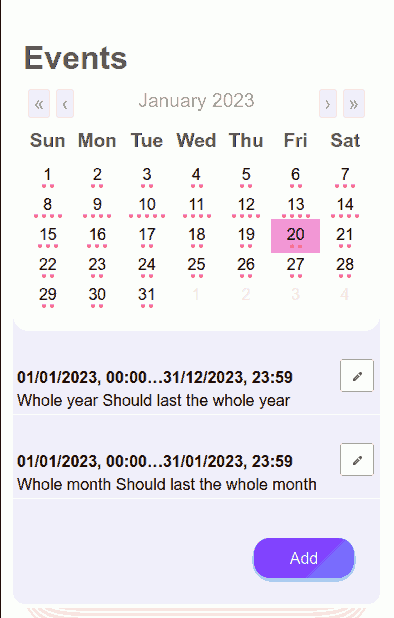 Events
« ‹ January 2023 › »
Sun Mon Tue Wed Thu Fri Sat
1 2 3 4 5 6 7
8 9 10 11 12 13 14
15 16 17 18 19 20 21
22 23 24 25 26 27 28
29 30 31 1 2 3 4
01/01/2023, 00:00…31/12/2023, 23:59
Whole year Should last the whole year
01/01/2023, 00:00…31/01/2023, 23:59
Whole month Should last the whole month
Add